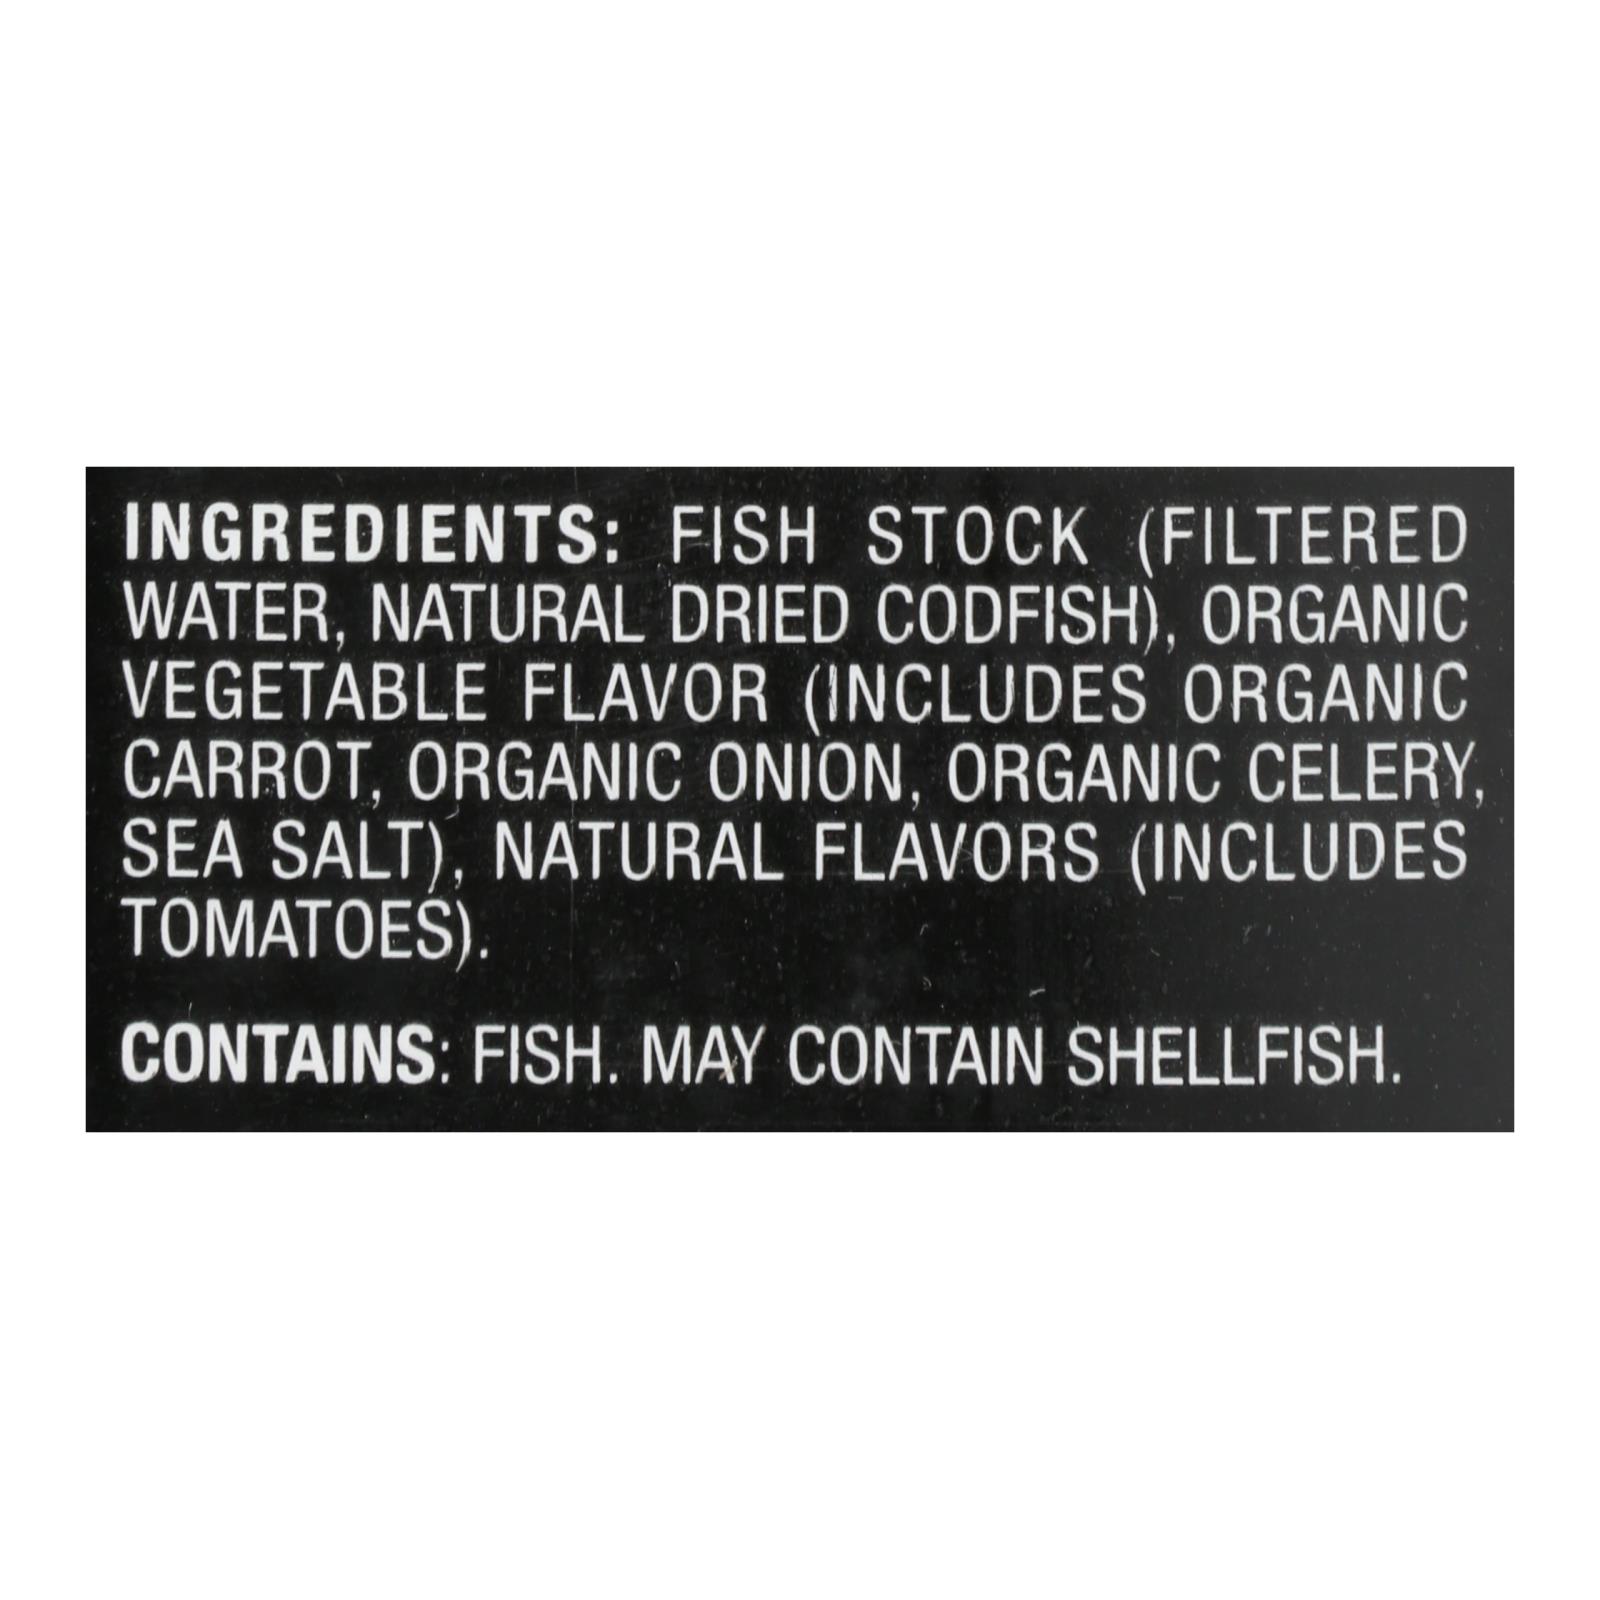 INGREDIENTS: FISH STOCK (FILTERED
WATER, NATURAL DRIED CODFISH), ORGANIC
VEGETABLE FLAVOR (INCLUDES ORGANIC
CARROT, ORGANIC ONION, ORGANIC CELERY,
SEA SALT), NATURAL FLAVORS (INCLUDES
TOMATOES).
CONTAINS: FISH. MAY CONTAIN SHELLFISH.